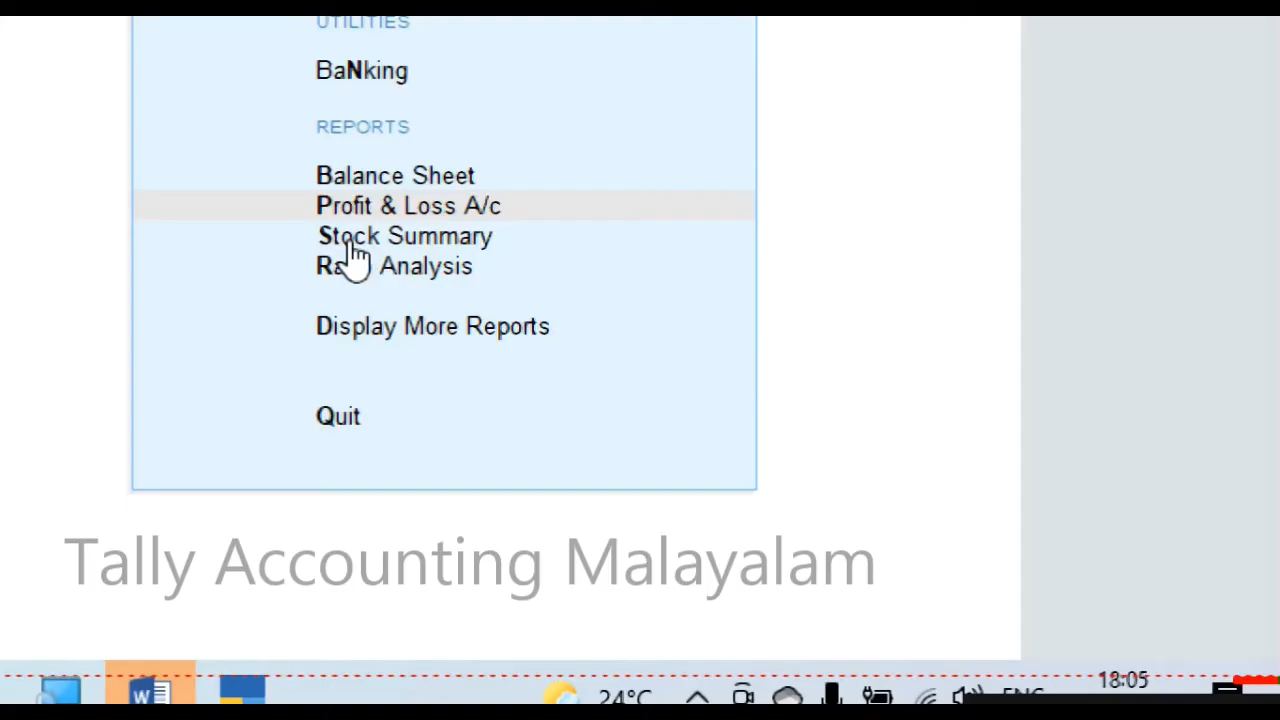 UTILITIES
BaNking
REPORTS
Balance Sheet
Profit & Loss A/c
Stock Summary
Analysis
Display More Reports
Quit
Tally Accounting Malayalam
W
24°C
ENG
18:05